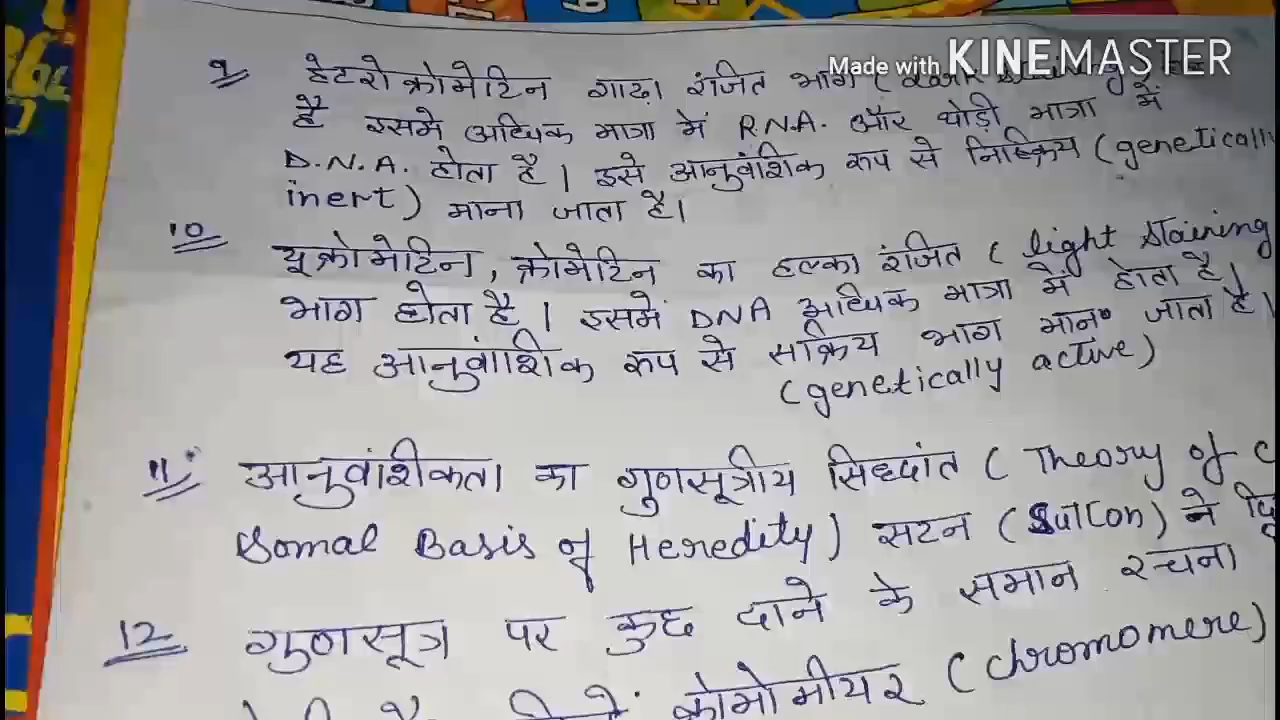 Made with KINEMASTER
9 हेटरोक्रोमेटिन गाढ़ा रंजित भाग (dark staining
है इसमे अधिक मात्रा में R.N.A. और थोड़ी मात्रा में
D.N.A. होता है। इसे आनुवंशिक रूप से निष्क्रिय (genetically
inert) माना जाता है।
10 यूक्रोमेटिन, क्रोमेटिन का हल्का रंजित (light staining
भाग होता है। इसमें DNA अधिक मात्रा में होता है।
यह आनुवांशिक रूप से सक्रिय भाग मान॰ जाता है।
(genetically active)
11 आनुवांशिकता का गुणसूत्रीय सिध्दांत (Theory of C
Somal Basis of Heredity) सटन (Sutton) ने
12 गुणसूत्र पर कुछ दाने के समान रचना
क्रोमोमीयर (chromomere)